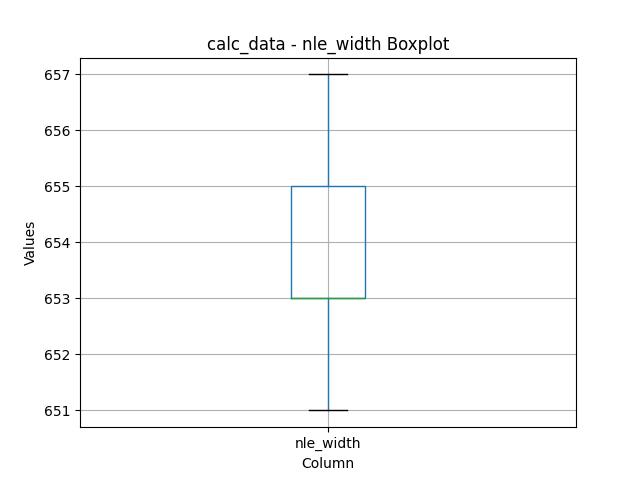 calc_data - nle_width Boxplot
657
656
655
654
653
652
651
Values
nle_width
Column